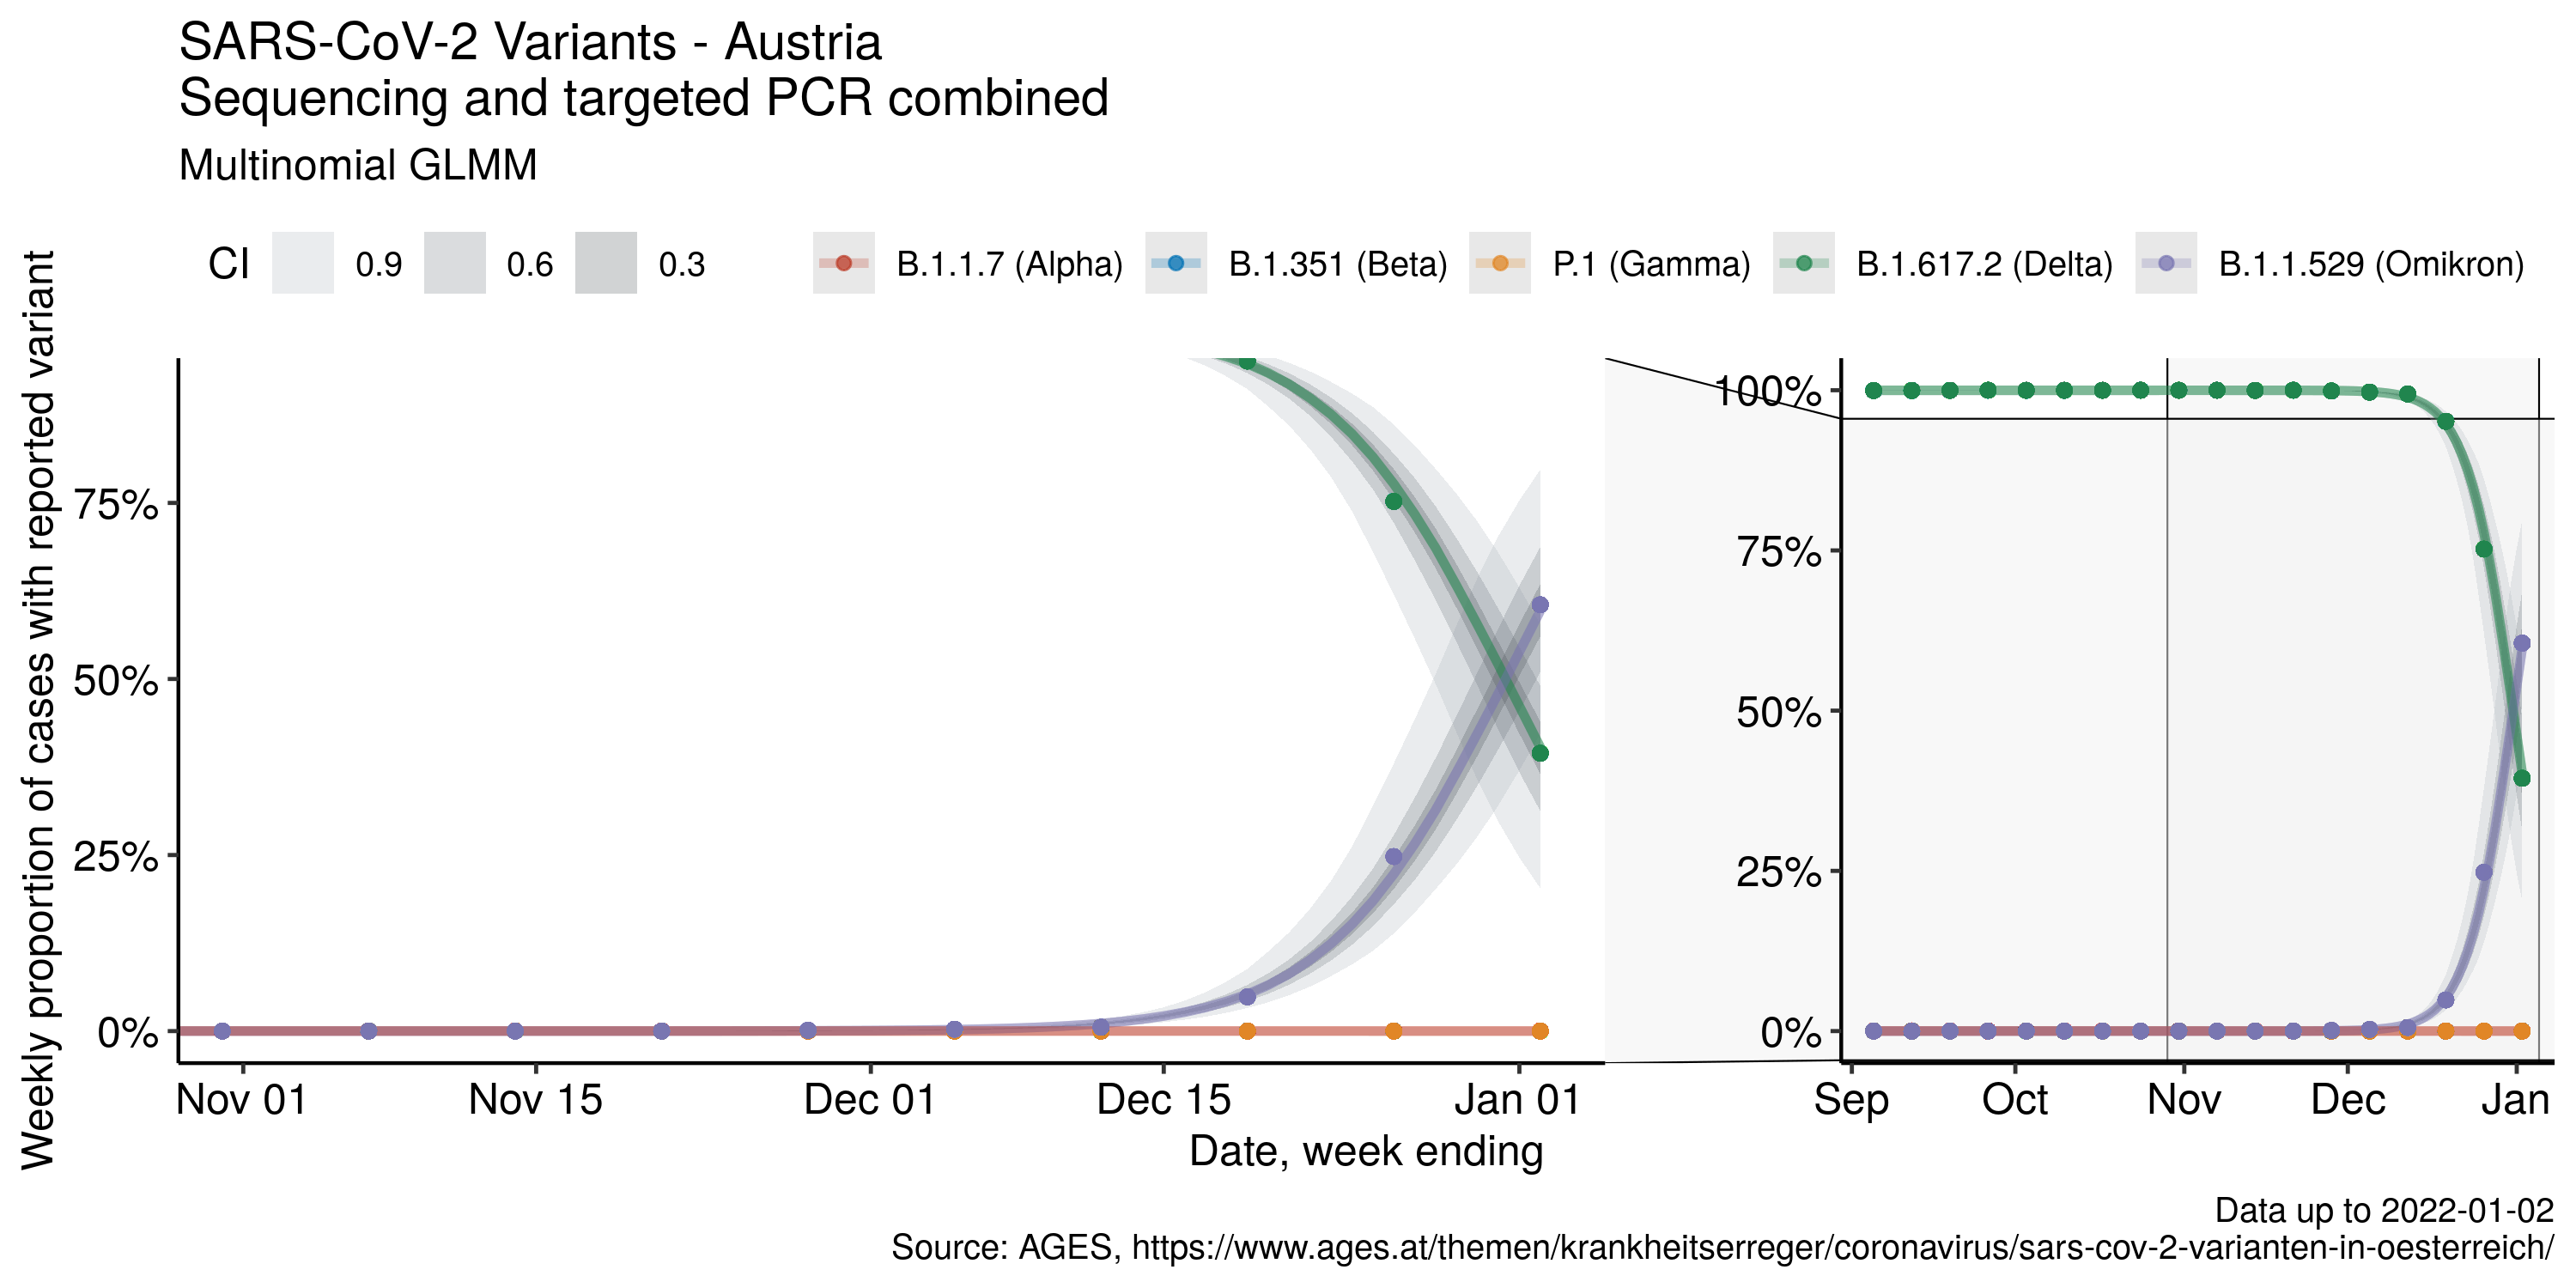 SARS-CoV-2 Variants - Austria
Sequencing and targeted PCR combined
Multinomial GLMM
CI 0.9 0.6 0.3 B.1.1.7 (Alpha) B.1.351 (Beta) P.1 (Gamma) B.1.617.2 (Delta) B.1.1.529 (Omikron)
Weekly proportion of cases with reported variant
75%
50%
25%
0%
Nov 01 Nov 15 Dec 01 Dec 15 Jan 01
100%
75%
50%
25%
0%
Sep Oct Nov Dec Jan
Date, week ending
Data up to 2022-01-02
Source: AGES, https://www.ages.at/themen/krankheitserreger/coronavirus/sars-cov-2-varianten-in-oesterreich/